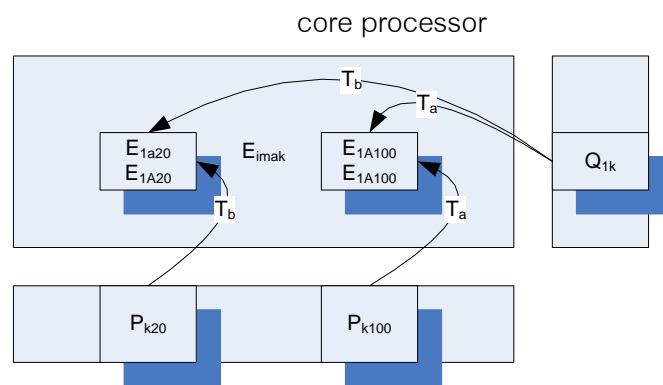 core processor
T_b
T_a
E_1a20
E_1A20
E_imak
E_1A100
E_1A100
Q_1k
T_b
T_a
P_k20
P_k100